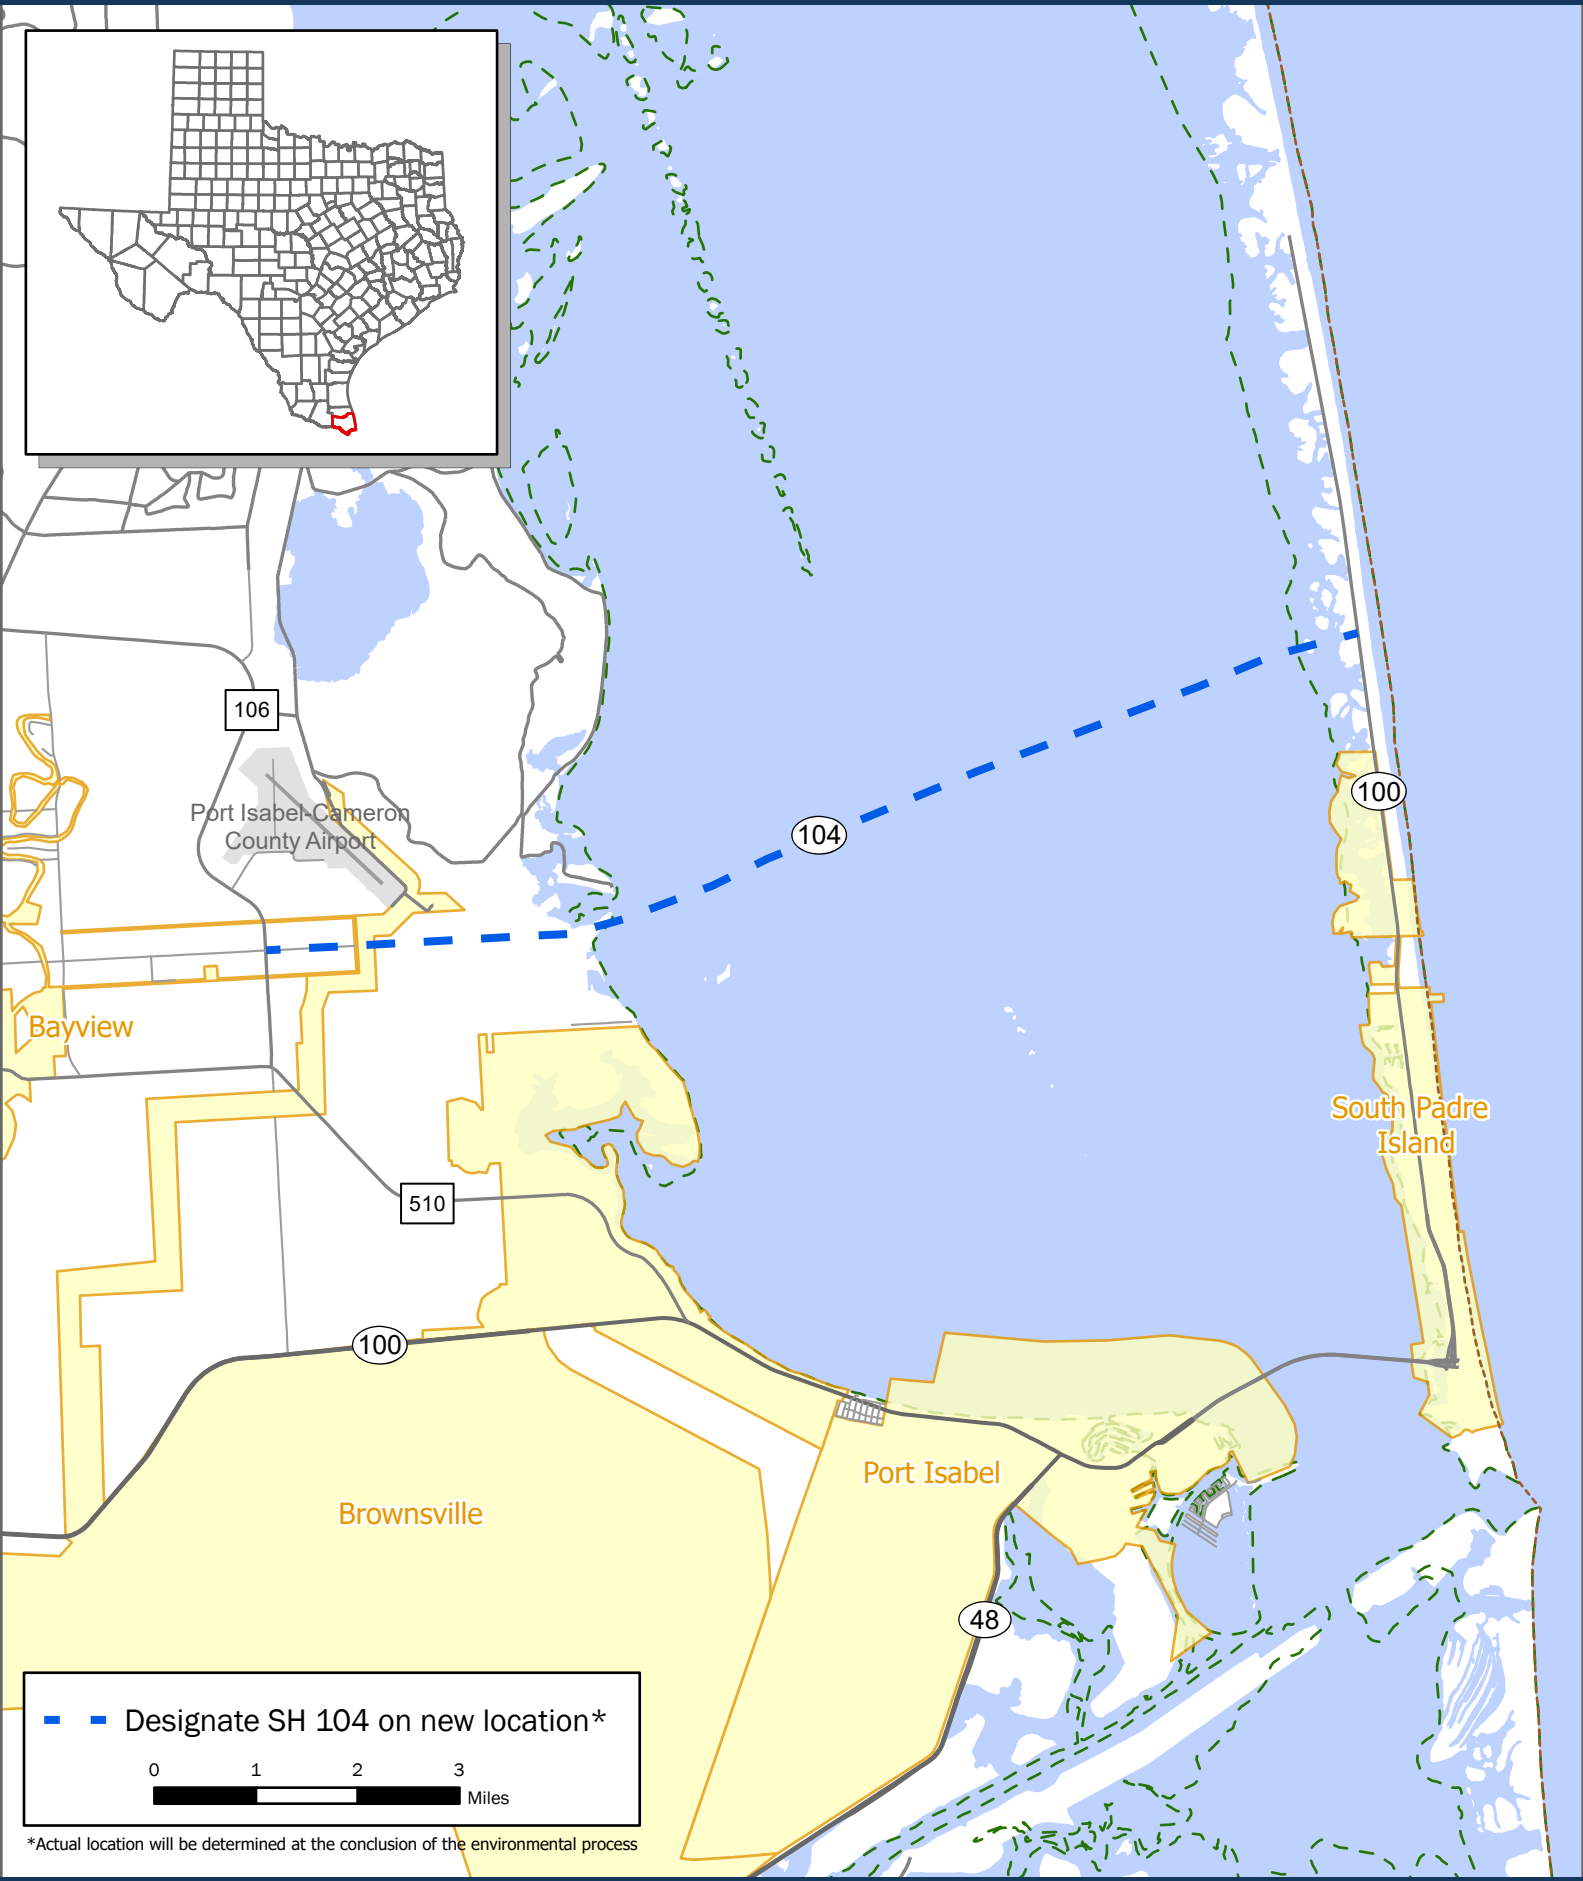 106
Port Isabel-Cameron
County Airport
100
104
Bayview
South Padre
Island
510
100
Port Isabel
Brownsville
48
Designate SH 104 on new location*
0 1 2 3
Miles
*Actual location will be determined at the conclusion of the environmental process